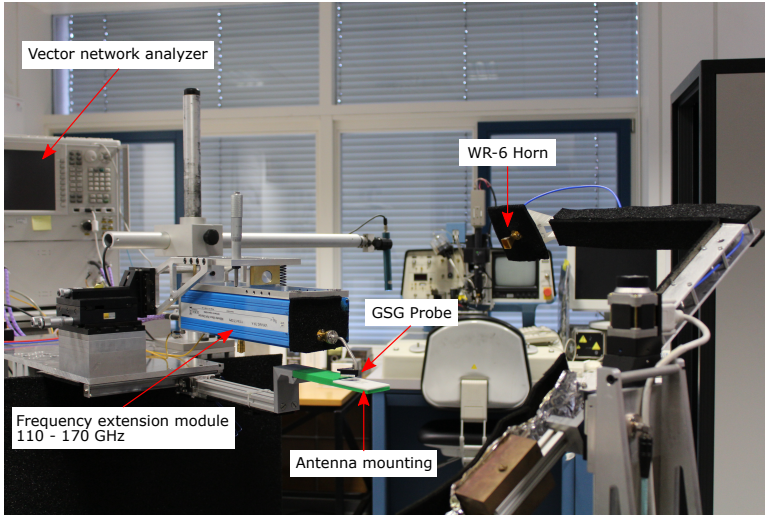 Vector network analyzer
WR-6 Horn
GSG Probe
Frequency extension module
110 - 170 GHz
Antenna mounting